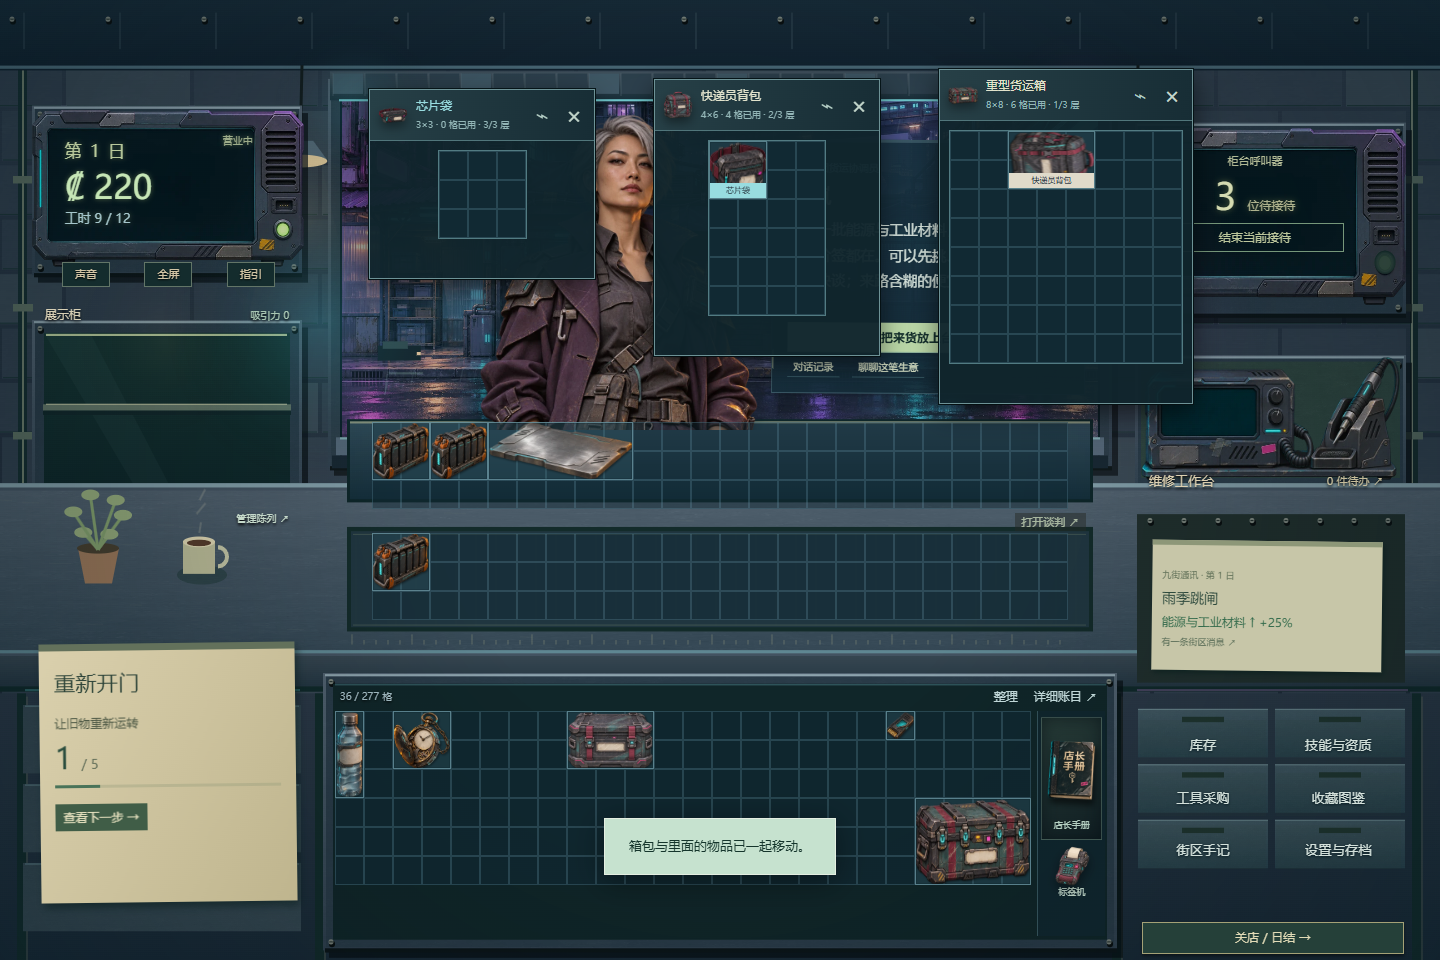 营业中
第 1 日
₡ 220
工时 9 / 12
声音
全屏
指引
展示柜
吸引力 0
管理陈列 ↗
重新开门
让旧物重新运转
1 / 5
查看下一步 →
芯片袋
3×3 · 0 格已用 · 3/3 层
快递员背包
4×6 · 4 格已用 · 2/3 层
芯片袋
重型货运箱
8×8 · 6 格已用 · 1/3 层
快递员背包
与工业材料
可以先接
格含糊的便
把来货放上
对话记录
聊聊这笔生意
打开谈判 ↗
柜台呼叫器
3 位待接待
结束当前接待
维修工作台
0 件待办 ↗
九街通讯 · 第 1 日
雨季跳闸
能源与工业材料 ↑ +25%
有一条街区消息 ↗
36 / 277 格
整理
详细账目 ↗
店长
手册
店长手册
标签机
箱包与里面的物品已一起移动。
库存
技能与资质
工具采购
收藏图鉴
街区手记
设置与存档
关店 / 日结 →